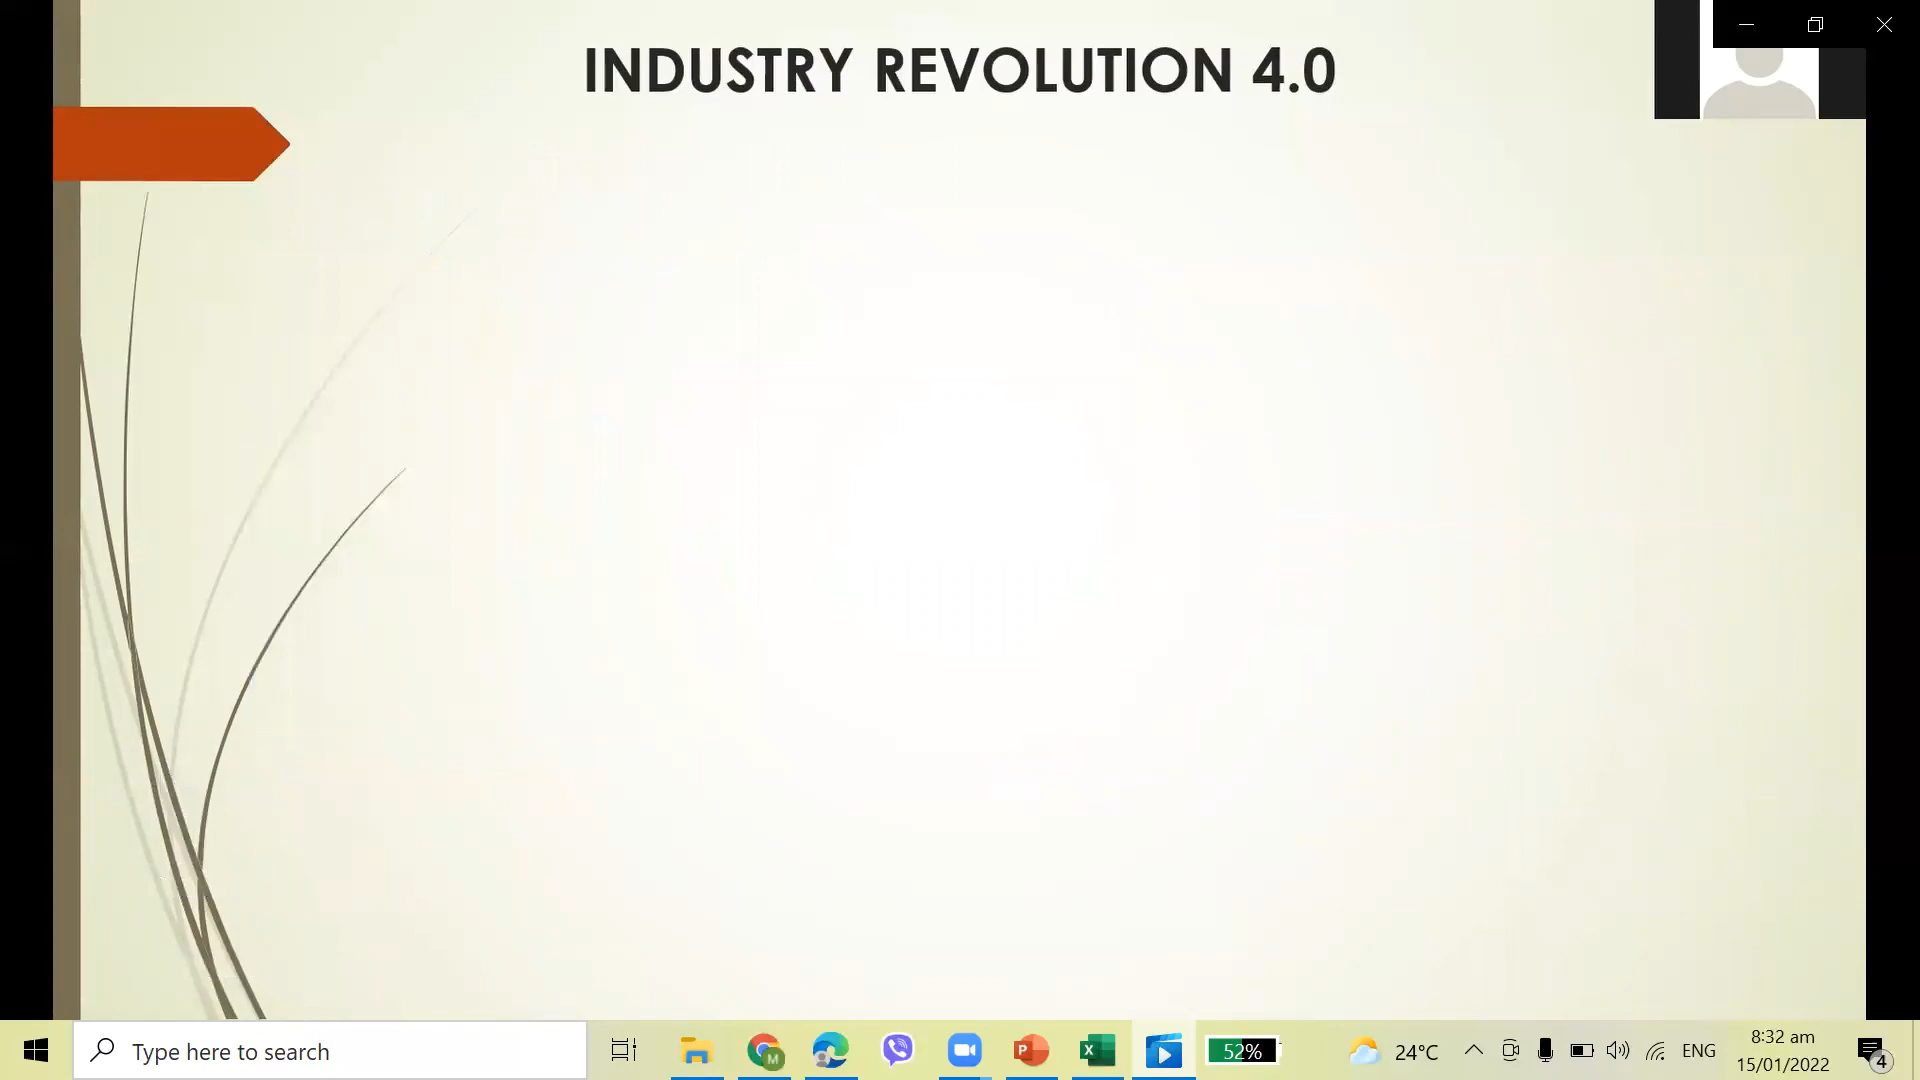 INDUSTRY REVOLUTION 4.0
Type here to search
M
P
X
52%
24°C
ENG
8:32 am
15/01/2022
4